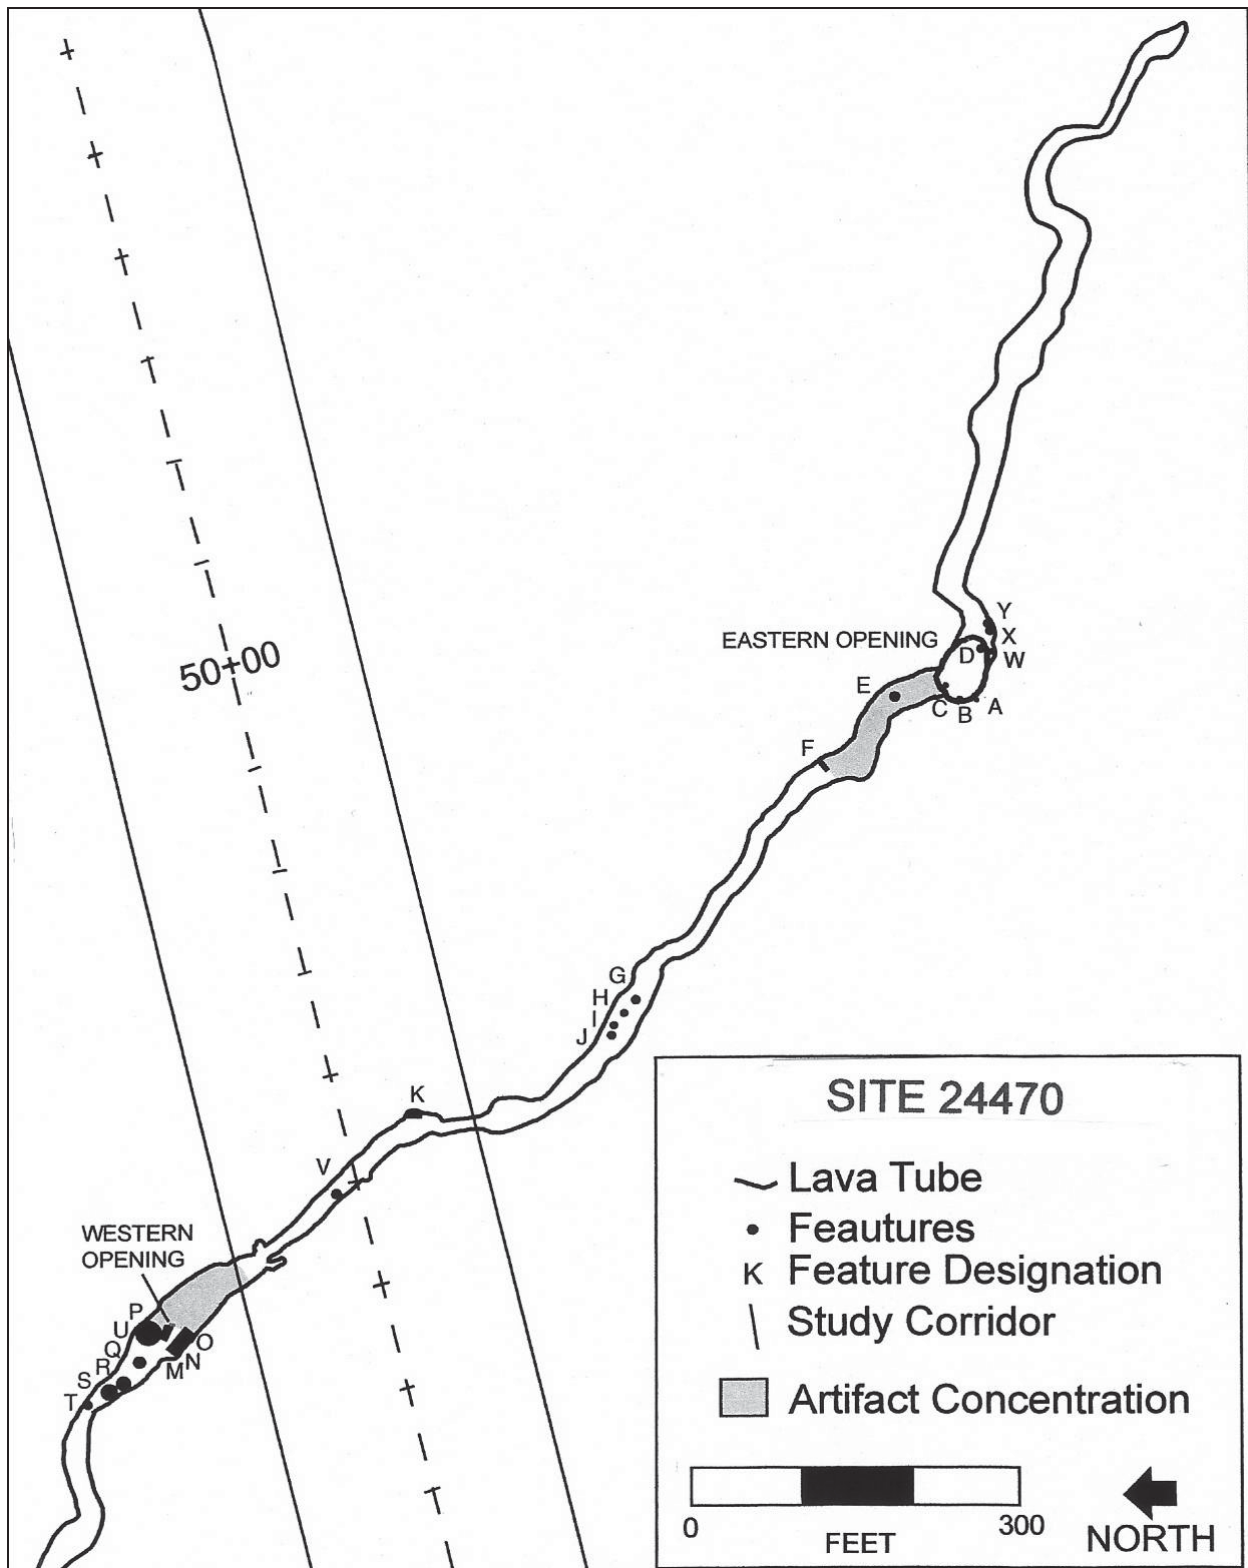 50+00
EASTERN OPENING
Y
X
W
D
E
C
B
A
F
G
H
I
J
K
V
WESTERN
OPENING
P
U
Q
R
S
T
O
N
M
SITE 24470
Lava Tube
Feautures
K Feature Designation
Study Corridor
Artifact Concentration
0 300
FEET
NORTH